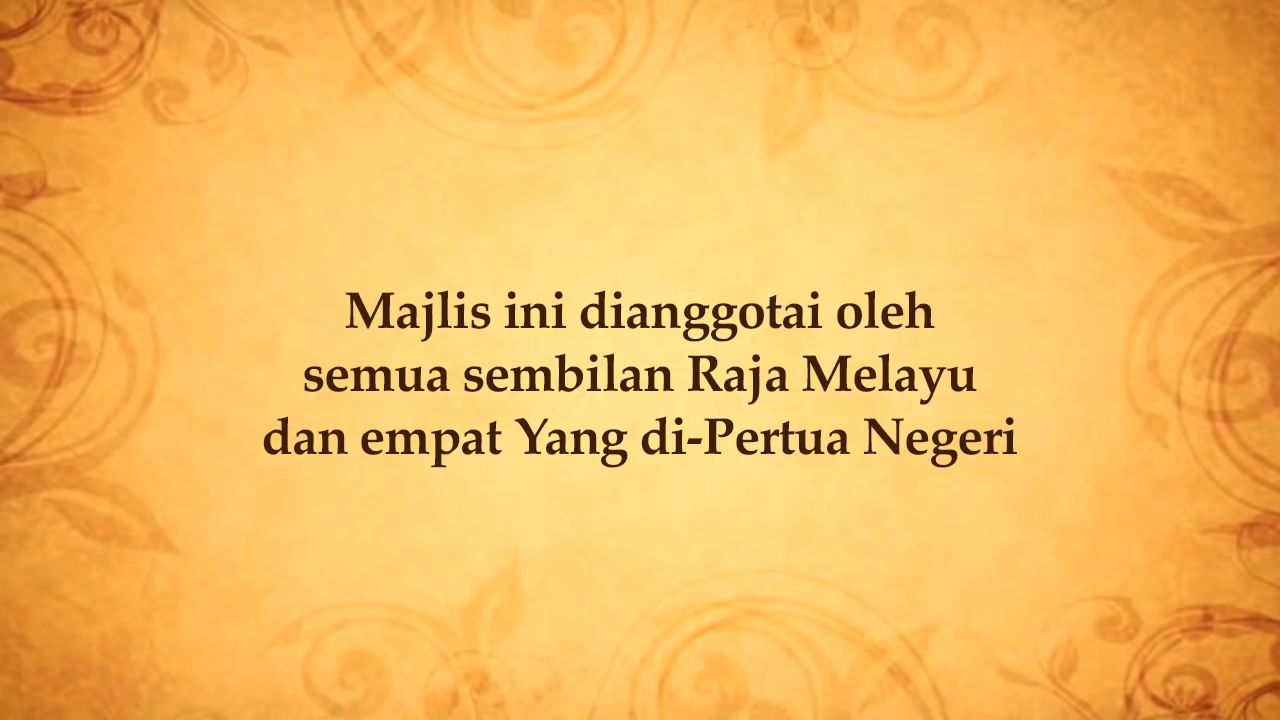 Majlis ini dianggotai oleh
semua sembilan Raja Melayu
dan empat Yang di-Pertua Negeri